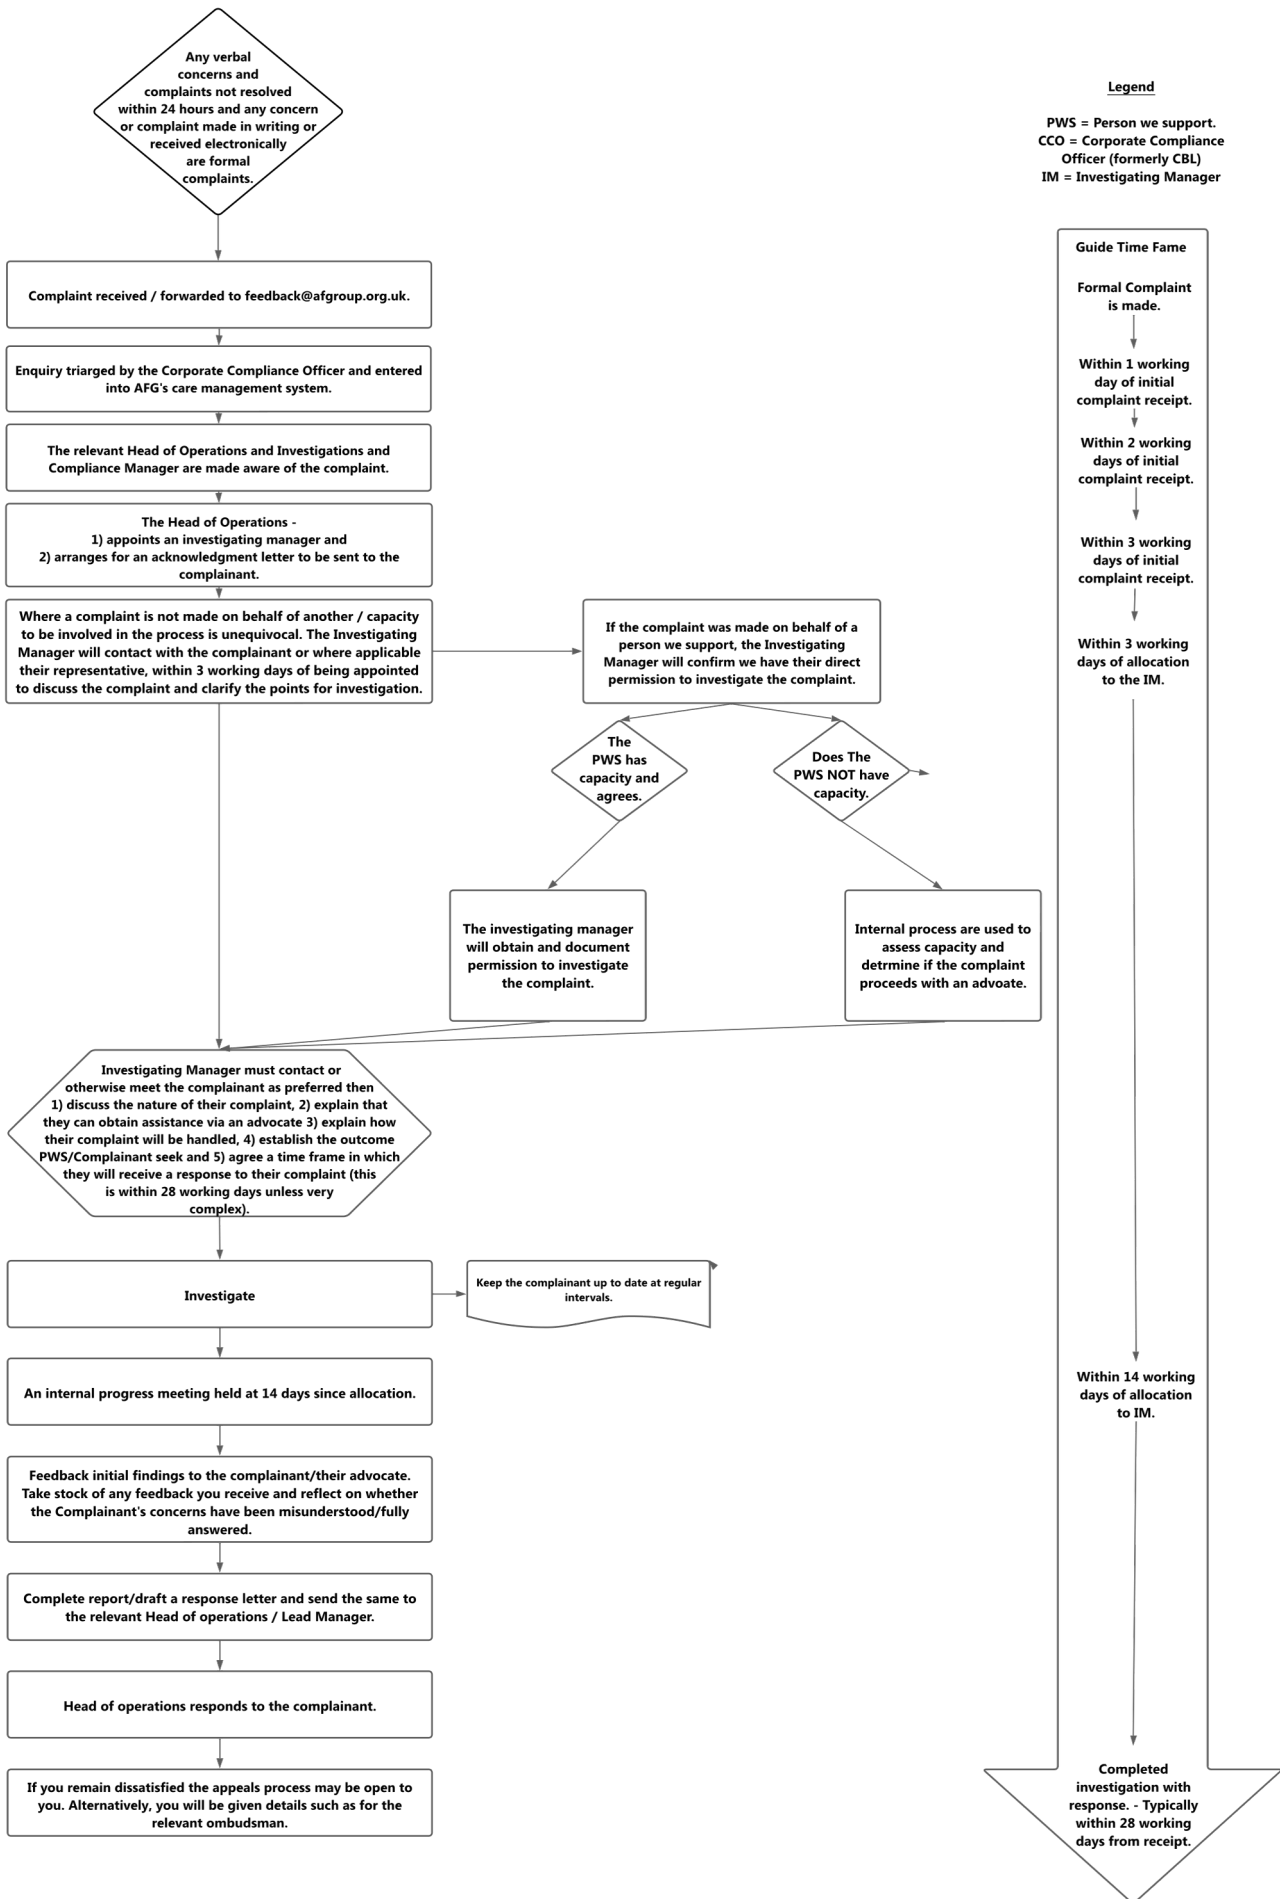 Any verbal
concerns and
complaints not resolved
within 24 hours and any concern
or complaint made in writing or
received electronically
are formal
complaints.
Legend
PWS = Person we support.
CCO = Corporate Compliance
Officer (formerly CBL)
IM = Investigating Manager
Complaint received / forwarded to feedback@afgroup.org.uk.
Enquiry triarged by the Corporate Compliance Officer and entered
into AFG's care management system.
The relevant Head of Operations and Investigations and
Compliance Manager are made aware of the complaint.
The Head of Operations -
1) appoints an investigating manager and
2) arranges for an acknowledgment letter to be sent to the
complainant.
Where a complaint is not made on behalf of another / capacity
to be involved in the process is unequivocal. The Investigating
Manager will contact with the complainant or where applicable
their representative, within 3 working days of being appointed
to discuss the complaint and clarify the points for investigation.
If the complaint was made on behalf of a
person we support, the Investigating
Manager will confirm we have their direct
permission to investigate the complaint.
The
PWS has
capacity and
agrees.
Does The
PWS NOT have
capacity.
The investigating manager
will obtain and document
permission to investigate
the complaint.
Internal process are used to
assess capacity and
detrmine if the complaint
proceeds with an advoate.
Investigating Manager must contact or
otherwise meet the complainant as preferred then
1) discuss the nature of their complaint, 2) explain that
they can obtain assistance via an advocate 3) explain how
their complaint will be handled, 4) establish the outcome
PWS/Complainant seek and 5) agree a time frame in which
they will receive a response to their complaint (this
is within 28 working days unless very
complex).
Investigate
Keep the complainant up to date at regular
intervals.
An internal progress meeting held at 14 days since allocation.
Feedback initial findings to the complainant/their advocate.
Take stock of any feedback you receive and reflect on whether
the Complainant's concerns have been misunderstood/fully
answered.
Complete report/draft a response letter and send the same to
the relevant Head of operations / Lead Manager.
Head of operations responds to the complainant.
If you remain dissatisfied the appeals process may be open to
you. Alternatively, you will be given details such as for the
relevant ombudsman.
Guide Time Fame
Formal Complaint
is made.
Within 1 working
day of initial
complaint receipt.
Within 2 working
days of initial
complaint receipt.
Within 3 working
days of initial
complaint receipt.
Within 3 working
days of allocation
to the IM.
Within 14 working
days of allocation
to IM.
Completed
investigation with
response. - Typically
within 28 working
days from receipt.